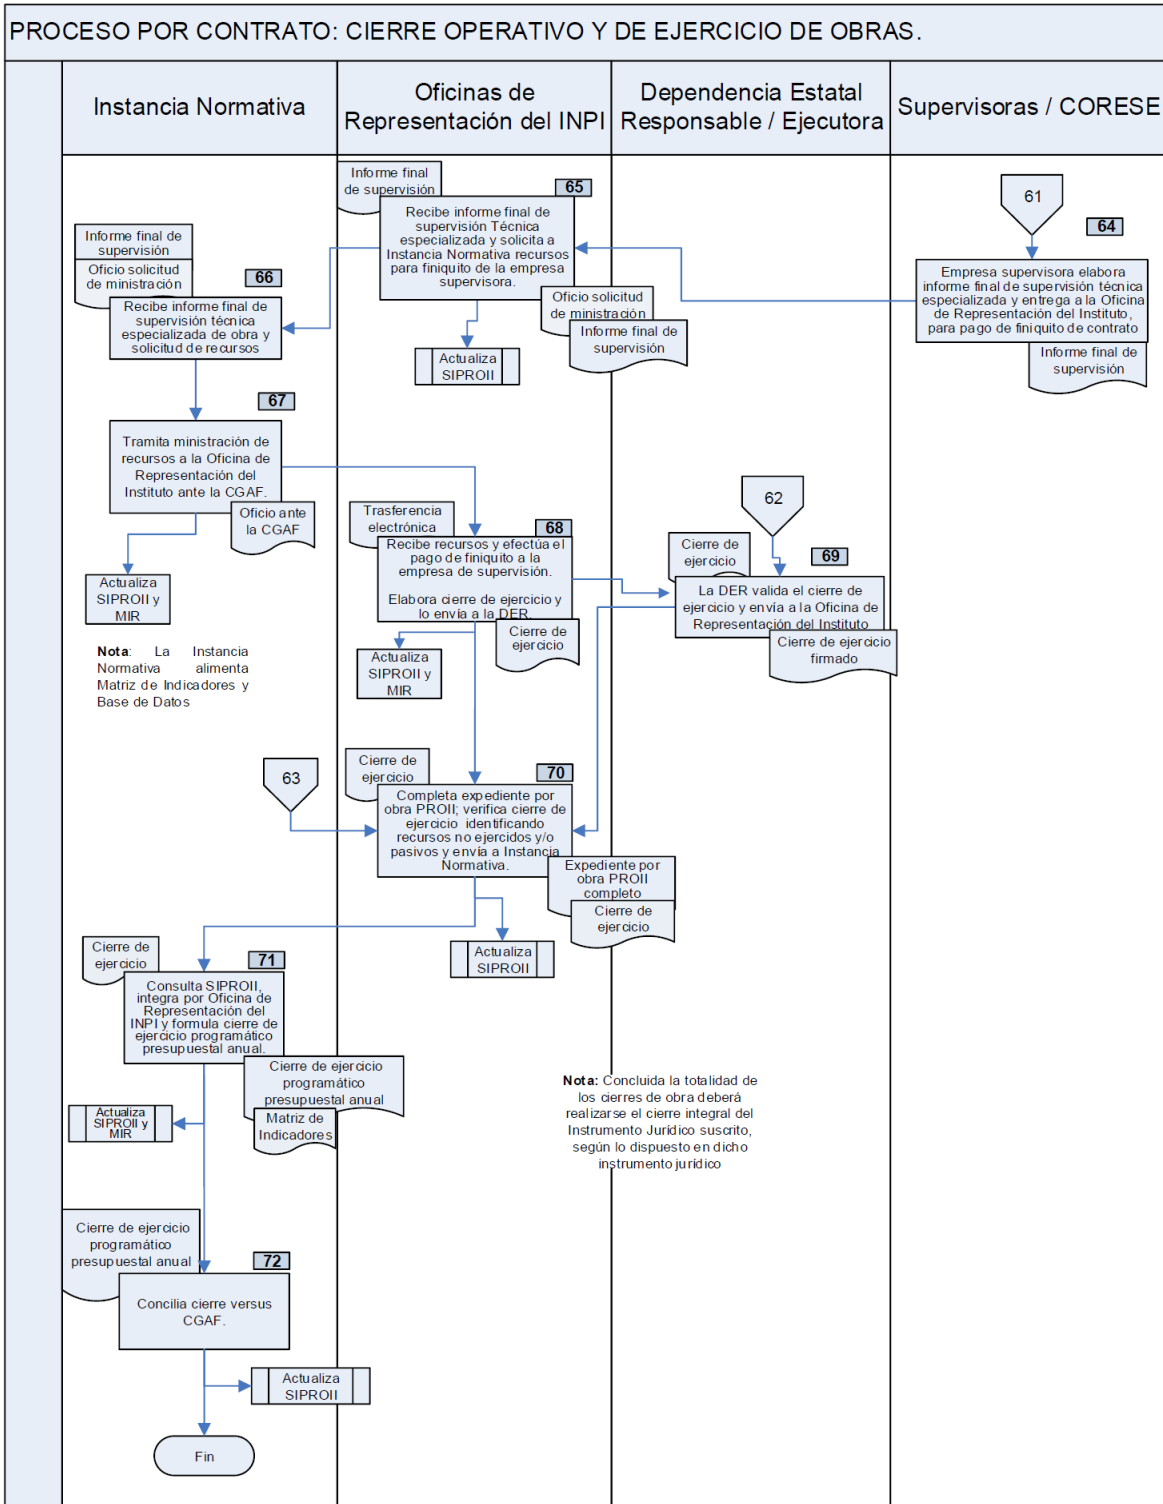 PROCESO POR CONTRATO: CIERRE OPERATIVO Y DE EJERCICIO DE OBRAS.
Instancia Normativa
Oficinas de
Representación del INPI
Dependencia Estatal
Responsable / Ejecutora
Supervisoras / CORESE
61
64
Empresa supervisora elabora
informe final de supervisión técnica
especializada y entrega a la Oficina
de Representación del Instituto,
para pago de finiquito de contrato
Informe final de
supervisión
Informe final
de supervisión
65
Recibe informe final de
supervisión Técnica
especializada y solicita a
Instancia Normativa recursos
para finiquito de la empresa
supervisora.
Oficio solicitud
de ministración
Informe final de
supervisión
Actualiza
SIPROII
Informe final de
supervisión
Oficio solicitud
de ministración
66
Recibe informe final de
supervisión técnica
especializada de obra y
solicitud de recursos
67
Tramita ministración de
recursos a la Oficina de
Representación del
Instituto ante la CGAF.
Oficio ante
la CGAF
Actualiza
SIPROII y
MIR
Nota: La Instancia
Normativa alimenta
Matriz de Indicadores y
Base de Datos
Trasferencia
electrónica
68
Recibe recursos y efectúa el
pago de finiquito a la
empresa de supervisión.
Elabora cierre de ejercicio y
lo envía a la DER.
Cierre de
ejercicio
Actualiza
SIPROII y
MIR
62
Cierre de
ejercicio
69
La DER valida el cierre de
ejercicio y envía a la Oficina de
Representación del Instituto
Cierre de ejercicio
firmado
63
Cierre de
ejercicio
70
Completa expediente por
obra PROII; verifica cierre de
ejercicio identificando
recursos no ejercidos y/o
pasivos y envía a Instancia
Normativa.
Expediente por
obra PROII
completo
Cierre de
ejercicio
Actualiza
SIPROII
Cierre de
ejercicio
71
Consulta SIPROII,
integra por Oficina de
Representación del
INPI y formula cierre de
ejercicio programático
presupuestal anual.
Cierre de ejercicio
programático
presupuestal anual
Matriz de
Indicadores
Actualiza
SIPROII y
MIR
Nota: Concluida la totalidad de
los cierres de obra deberá
realizarse el cierre integral del
Instrumento Jurídico suscrito,
según lo dispuesto en dicho
instrumento jurídico
Cierre de ejercicio
programático
presupuestal anual
72
Concilia cierre versus
CGAF.
Actualiza
SIPROII
Fin